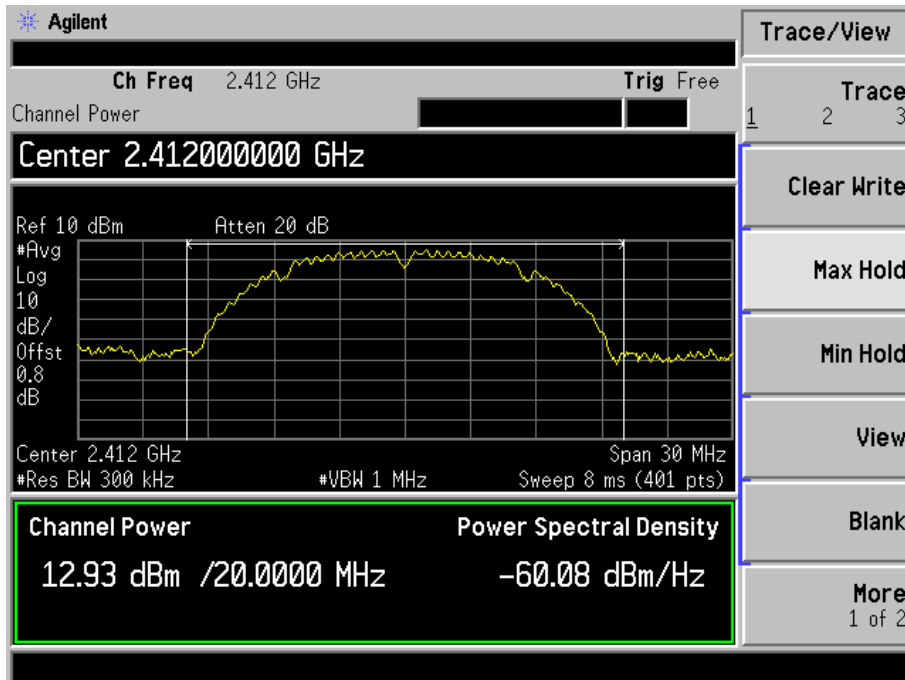 Agilent
Ch Freq 2.412 GHz Trig Free
Channel Power
Center 2.412000000 GHz
Ref 10 dBm Atten 20 dB
#Avg
Log
10
dB/
Offst
0.8
dB
Center 2.412 GHz Span 30 MHz
#Res BW 300 kHz #VBW 1 MHz Sweep 8 ms (401 pts)
Channel Power Power Spectral Density
12.93 dBm /20.0000 MHz -60.08 dBm/Hz
Trace/View
Trace
1 2 3
Clear Write
Max Hold
Min Hold
View
Blank
More
1 of 2